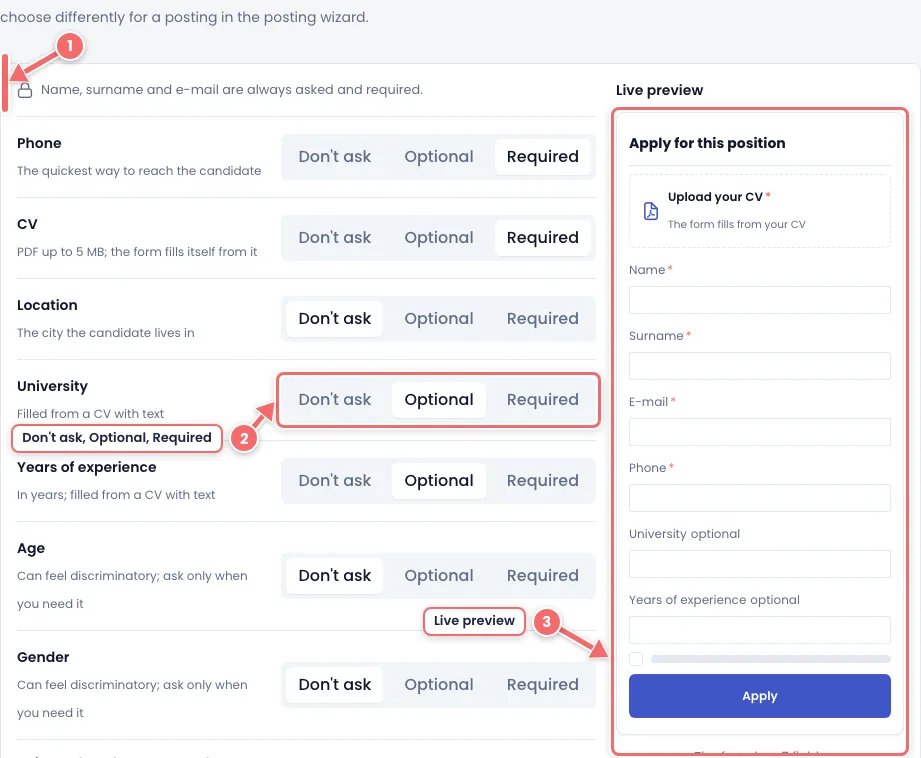 choose differently for a posting in the posting wizard.
1
Name, surname and e-mail are always asked and required.
Phone
The quickest way to reach the candidate
Don't ask Optional Required
CV
PDF up to 5 MB; the form fills itself from it
Don't ask Optional Required
Location
The city the candidate lives in
Don't ask Optional Required
University
Filled from a CV with text
Don't ask Optional Required
Don't ask, Optional, Required
2
Years of experience
In years; filled from a CV with text
Don't ask Optional Required
Age
Can feel discriminatory; ask only when
you need it
Don't ask Optional Required
Live preview
3
Gender
Can feel discriminatory; ask only when
you need it
Don't ask Optional Required
Live preview
Apply for this position
Upload your CV *
The form fills from your CV
Name *
Surname *
E-mail *
Phone *
University optional
Years of experience optional
Apply